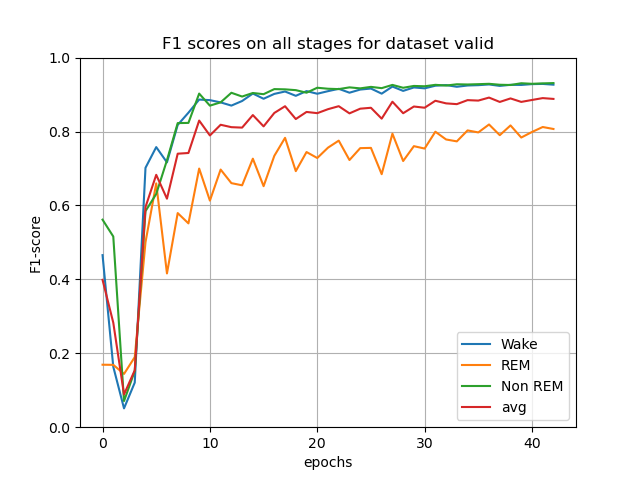 F1 scores on all stages for dataset valid
1.0
0.8
0.6
0.4
0.2
0.0
F1-score
0 10 20 30 40
epochs
Wake
REM
Non REM
avg